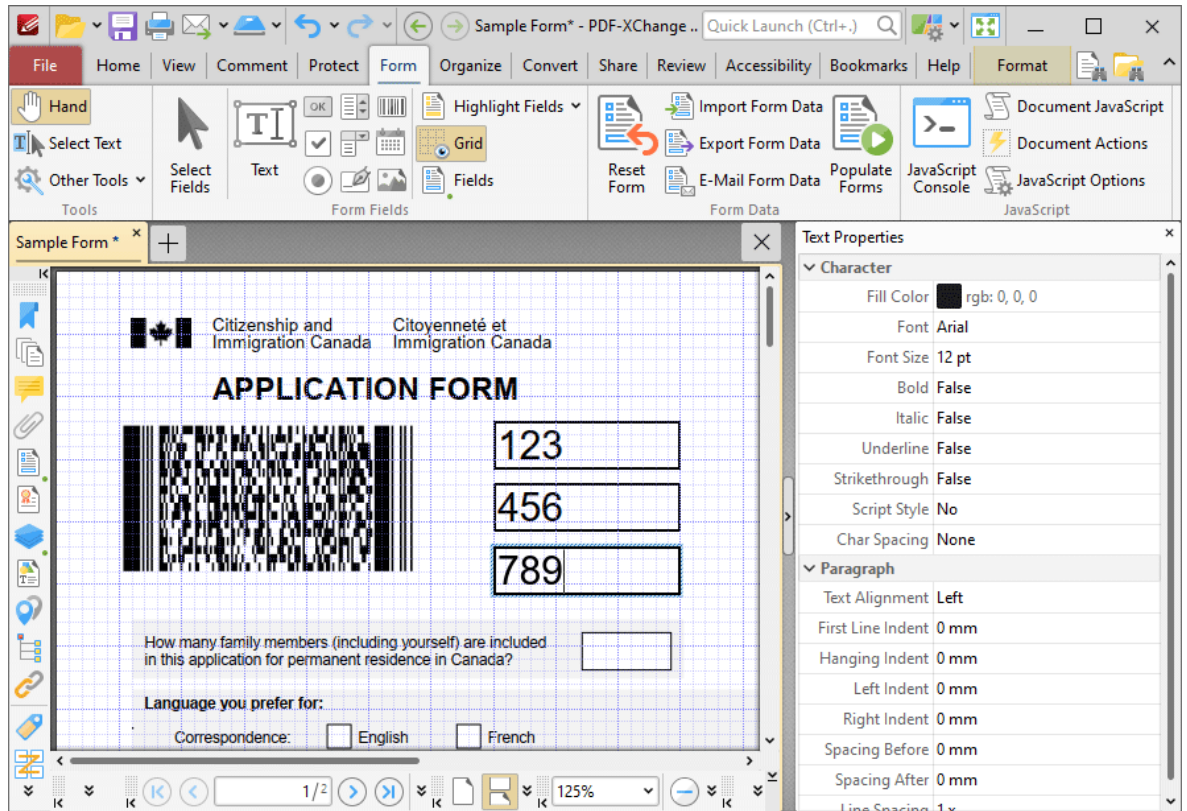 Sample Form* - PDF-XChange ..
Quick Launch (Ctrl+.)
File Home View Comment Protect Form Organize Convert Share Review Accessibility Bookmarks Help Format
Hand
Select Text
Other Tools
Tools
Select Fields
Text
OK
Highlight Fields
Grid
Fields
Form Fields
Reset Form
Import Form Data
Export Form Data
E-Mail Form Data
Populate Forms
Form Data
JavaScript Console
Document JavaScript
Document Actions
JavaScript Options
JavaScript
Sample Form *
Citizenship and
Immigration Canada
Citoyenneté et
Immigration Canada
APPLICATION FORM
123
456
789
How many family members (including yourself) are included
in this application for permanent residence in Canada?
Language you prefer for:
Correspondence: English French
1/2
125%
Text Properties
Character
Fill Color rgb: 0, 0, 0
Font Arial
Font Size 12 pt
Bold False
Italic False
Underline False
Strikethrough False
Script Style No
Char Spacing None
Paragraph
Text Alignment Left
First Line Indent 0 mm
Hanging Indent 0 mm
Left Indent 0 mm
Right Indent 0 mm
Spacing Before 0 mm
Spacing After 0 mm
Line Spacing 1 x